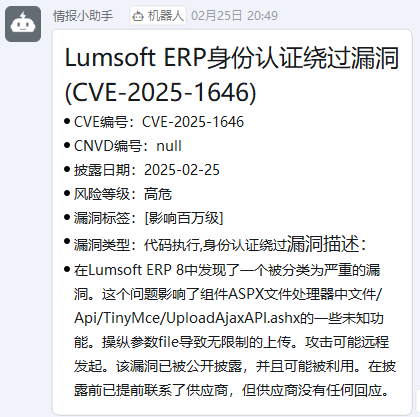 情报小助手 机器人 02月25日 20:49
Lumsoft ERP身份认证绕过漏洞
(CVE-2025-1646)
CVE编号：CVE-2025-1646
CNVD编号：null
披露日期：2025-02-25
风险等级：高危
漏洞标签：[影响百万级]
漏洞类型：代码执行,身份认证绕过漏洞描述：
在Lumsoft ERP 8中发现了一个被分类为严重的漏
洞。这个问题影响了组件ASPX文件处理器中文件/
Api/TinyMce/UploadAjaxAPI.ashx的一些未知功
能。操纵参数file导致无限制的上传。攻击可能远程
发起。该漏洞已被公开披露，并且可能被利用。在披
露前已提前联系了供应商，但供应商没有任何回应。